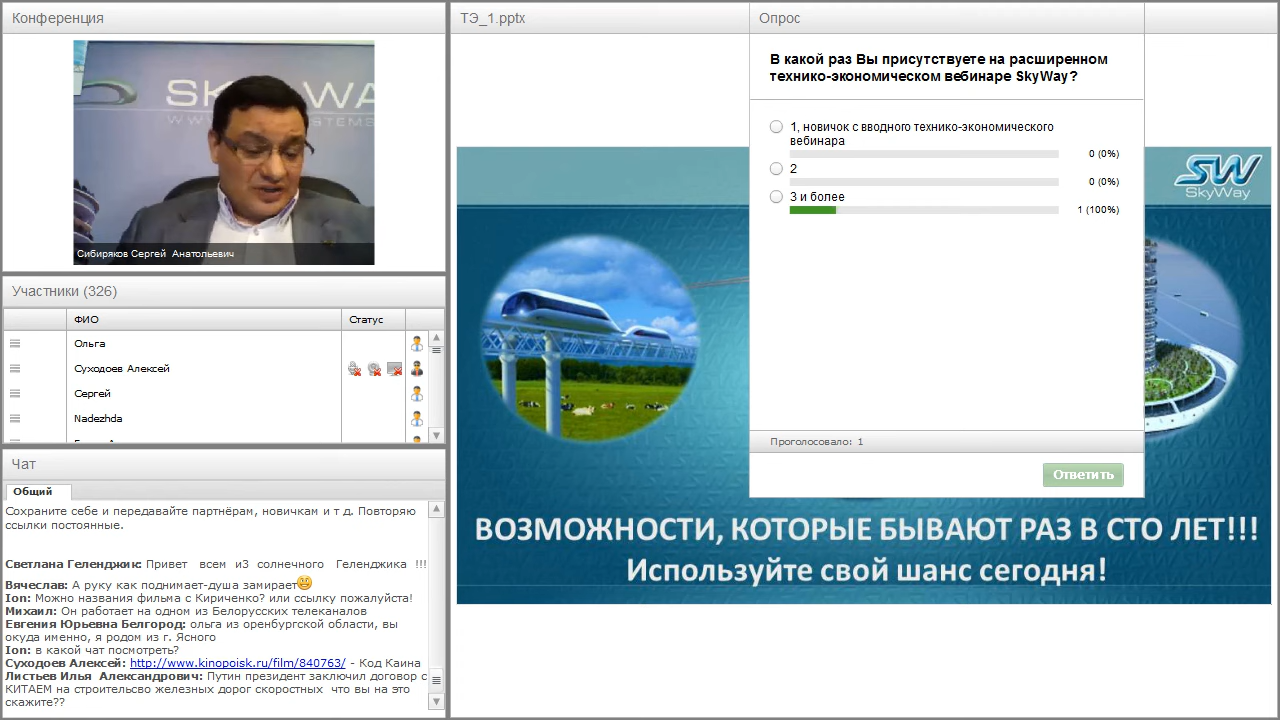 Конференция
SKYWA
Сибиряков Сергей Анатольевич
Участники (326)
ФИО
Статус
Ольга
Суходоев Алексей
Сергей
Nadezhda
Чат
Общий
Сохраните себе и передавайте партнёрам, новичкам и т д. Повторяю
ссылки постоянные.
Светлана Геленджик: Привет всем и3 солнечного Геленджика !!!
Вячеслав: А руку как поднимает-душа замирает
Ion: Можно названия фильма с Кириченко? или ссылку пожалуйста!
Михаил: Он работает на одном из Белорусских телеканалов
Евгения Юрьевна Белгород: ольга из оренбургской области, вы
окуда именно, я родом из г. Ясного
Ion: в какой чат посмотреть?
Суходоев Алексей: http://www.kinopoisk.ru/film/840763/ - Код Каина
Листьев Илья Александрович: Путин президент заключил договор с
КИТАЕМ на строительсво железных дорог скоростных что вы на это
скажите??
ТЭ_1.pptx
Опрос
В какой раз Вы присутствуете на расширенном
технико-экономическом вебинаре SkyWay?
1, новичок с вводного технико-экономического
вебинара
0 (0%)
2
0 (0%)
3 и более
1 (100%)
Проголосовало: 1
Ответить
SW
SkyWay
ВОЗМОЖНОСТИ, КОТОРЫЕ БЫВАЮТ РАЗ В СТО ЛЕТ!!!
Используйте свой шанс сегодня!